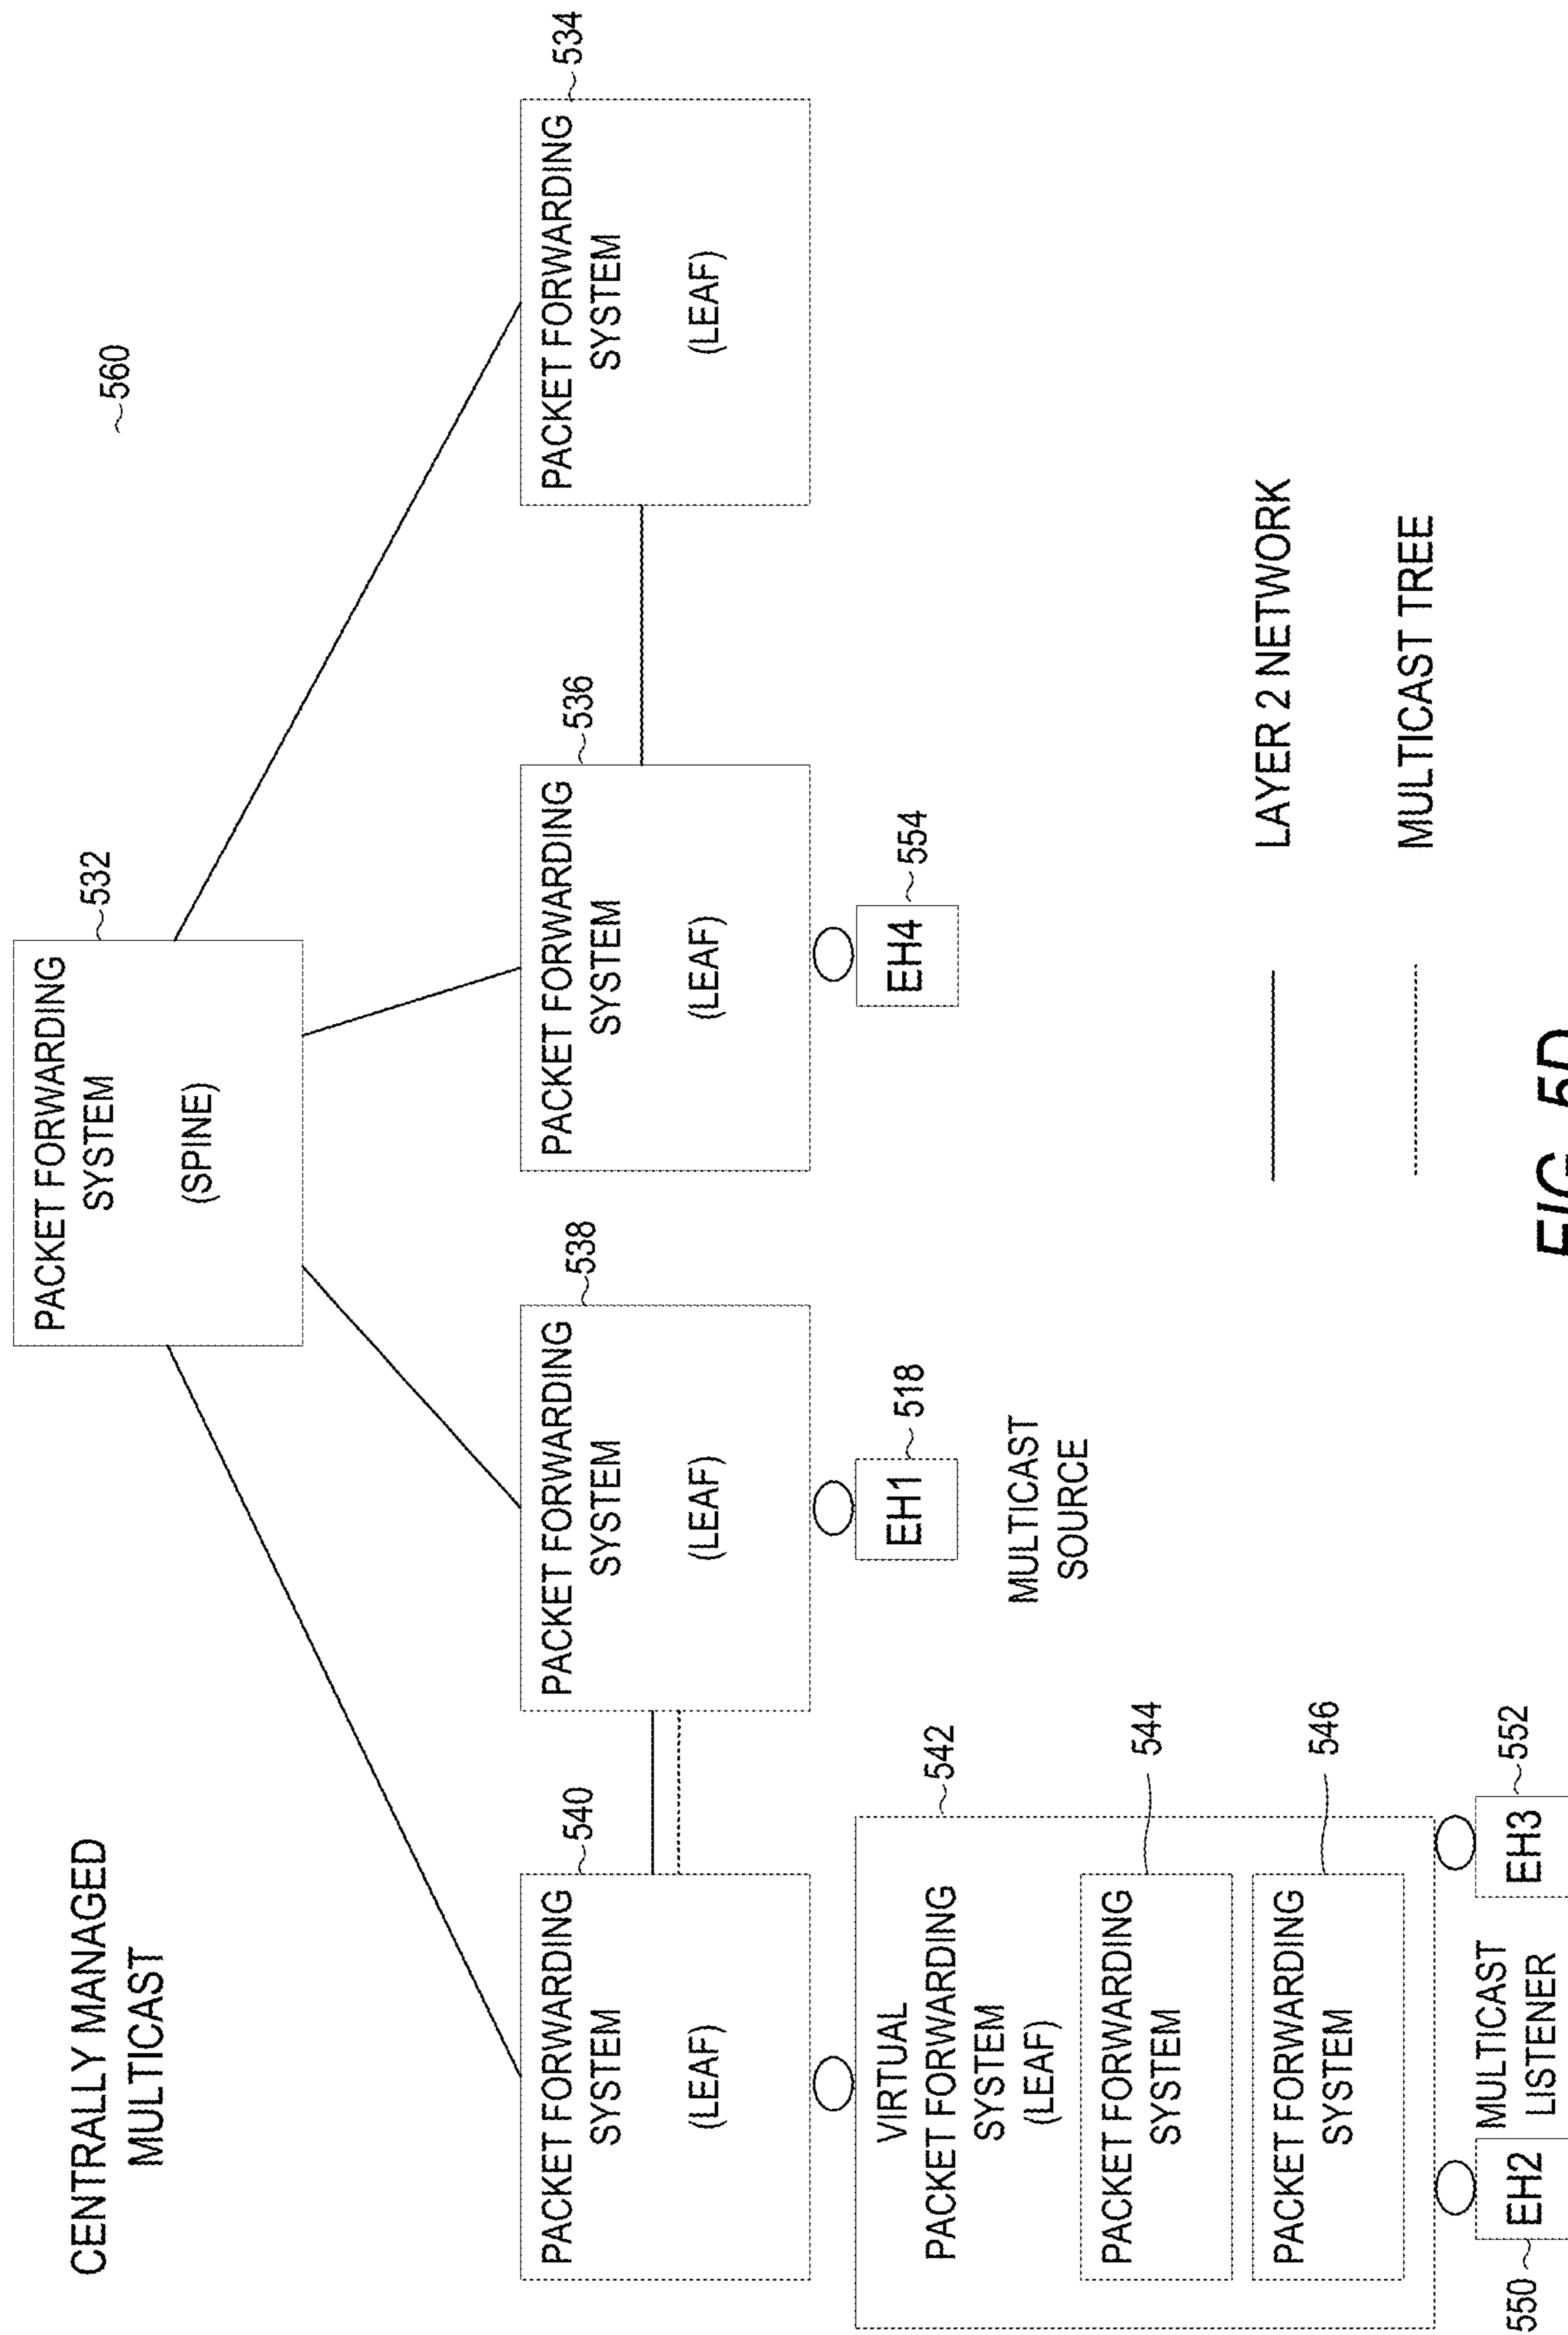 CENTRALLY MANAGED
MULTICAST
560
532
PACKET FORWARDING
SYSTEM
(SPINE)
540
PACKET FORWARDING
SYSTEM
(LEAF)
538
PACKET FORWARDING
SYSTEM
(LEAF)
536
PACKET FORWARDING
SYSTEM
(LEAF)
534
PACKET FORWARDING
SYSTEM
(LEAF)
542
VIRTUAL
PACKET FORWARDING
SYSTEM
(LEAF)
544
PACKET FORWARDING
SYSTEM
546
PACKET FORWARDING
SYSTEM
EH1
518
MULTICAST
SOURCE
EH4
554
550
EH2
MULTICAST
LISTENER
EH3
552
LAYER 2 NETWORK
MULTICAST TREE
FIG. 5D